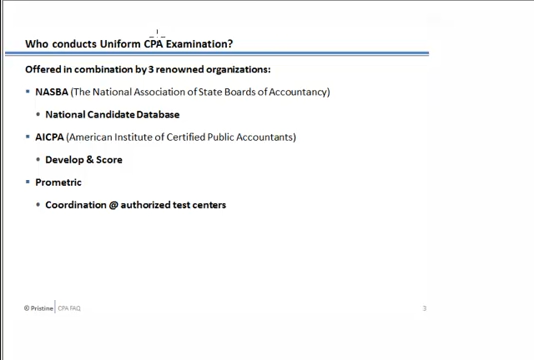 Who conducts Uniform CPA Examination?
Offered in combination by 3 renowned organizations:
▪ NASBA (The National Association of State Boards of Accountancy)
• National Candidate Database
▪ AICPA (American Institute of Certified Public Accountants)
• Develop & Score
▪ Prometric
• Coordination @ authorized test centers
© Pristine CPA FAQ 3